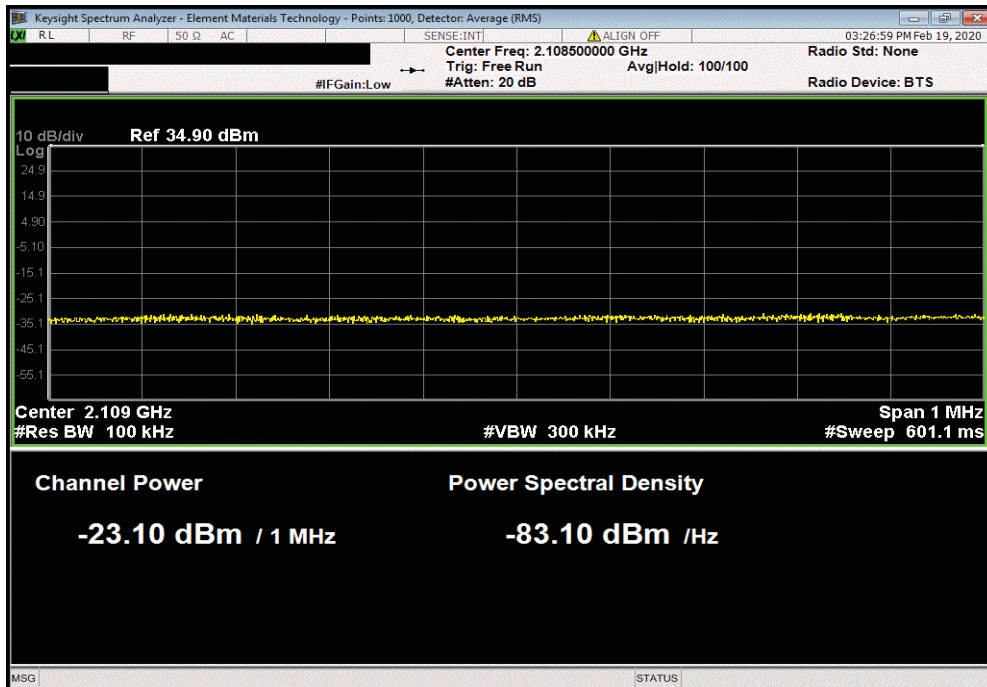 Keysight Spectrum Analyzer - Element Materials Technology - Points: 1000, Detector: Average (RMS)
LXI RL RF 50 Ω AC SENSE:INT ALIGN OFF 03:26:59 PM Feb 19, 2020
Center Freq: 2.108500000 GHz Radio Std: None
Trig: Free Run Avg|Hold: 100/100
#IFGain:Low #Atten: 20 dB Radio Device: BTS
10 dB/div Ref 34.90 dBm
Log
24.9
14.9
4.90
-5.10
-15.1
-25.1
-35.1
-45.1
-55.1
Center 2.109 GHz Span 1 MHz
#Res BW 100 kHz #VBW 300 kHz #Sweep 601.1 ms
Channel Power Power Spectral Density
-23.10 dBm / 1 MHz -83.10 dBm /Hz
MSG STATUS